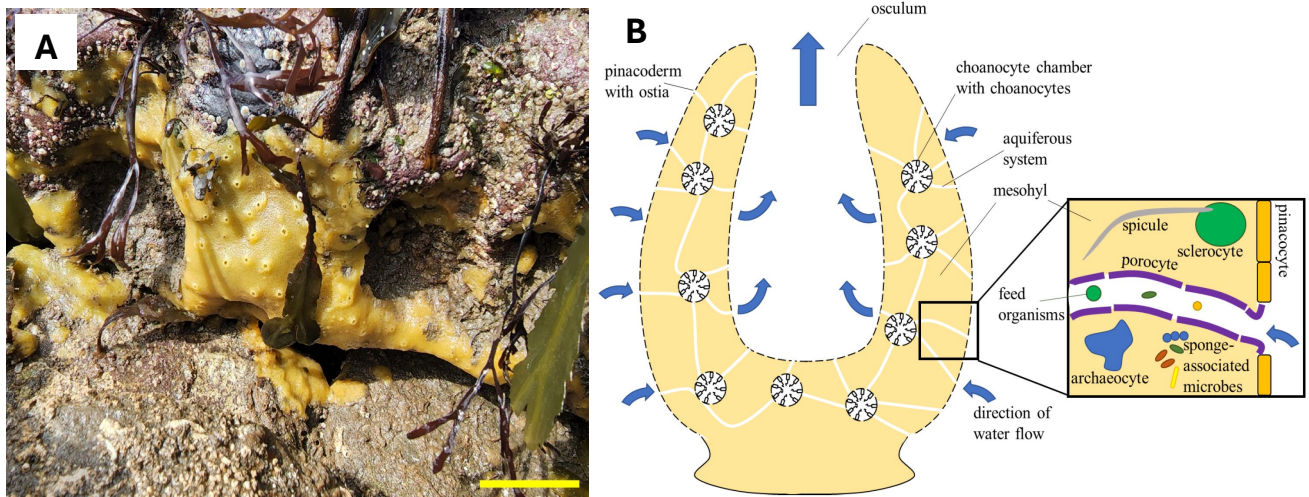 A
B
osculum
pinacoderm
with ostia
choanocyte chamber
with choanocytes
aquiferous
system
mesohyl
spicule
sclerocyte
pinacocyte
porocyte
feed
organisms
archaeocyte
sponge-
associated
microbes
direction of
water flow